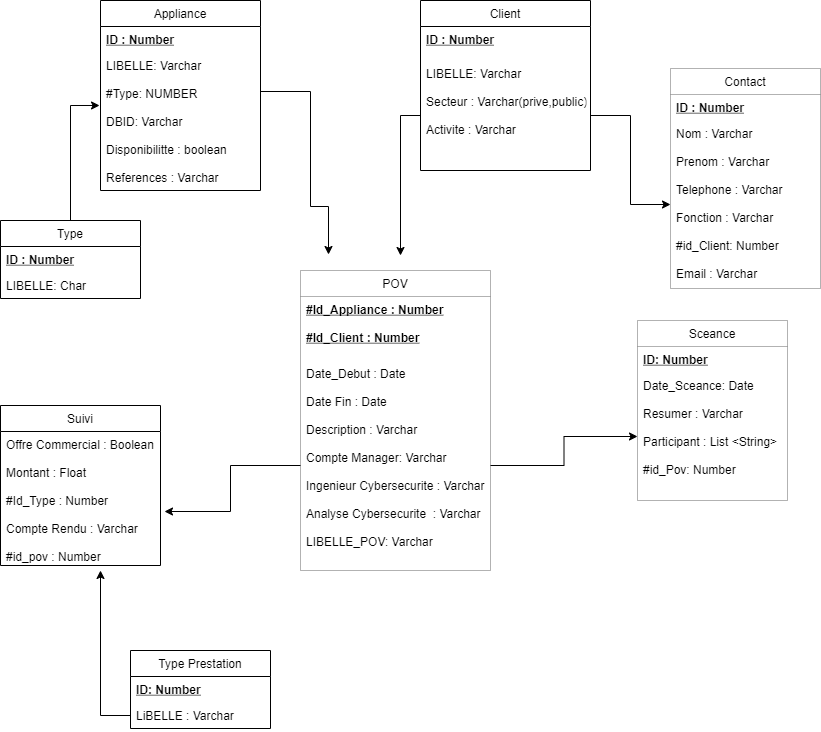 Appliance
ID : Number
LIBELLE: Varchar
#Type: NUMBER
DBID: Varchar
Disponibilitte : boolean
References : Varchar
Client
ID : Number
LIBELLE: Varchar
Secteur : Varchar(prive,public)
Activite : Varchar
Contact
ID : Number
Nom : Varchar
Prenom : Varchar
Telephone : Varchar
Fonction : Varchar
#id_Client: Number
Email : Varchar
Type
ID : Number
LIBELLE: Char
POV
#Id_Appliance : Number
#Id_Client : Number
Date_Debut : Date
Date Fin : Date
Description : Varchar
Compte Manager: Varchar
Ingenieur Cybersecurite : Varchar
Analyse Cybersecurite : Varchar
LIBELLE_POV: Varchar
Sceance
ID: Number
Date_Sceance: Date
Resumer : Varchar
Participant : List <String>
#id_Pov: Number
Suivi
Offre Commercial : Boolean
Montant : Float
#Id_Type : Number
Compte Rendu : Varchar
#id_pov : Number
Type Prestation
ID: Number
LiBELLE : Varchar